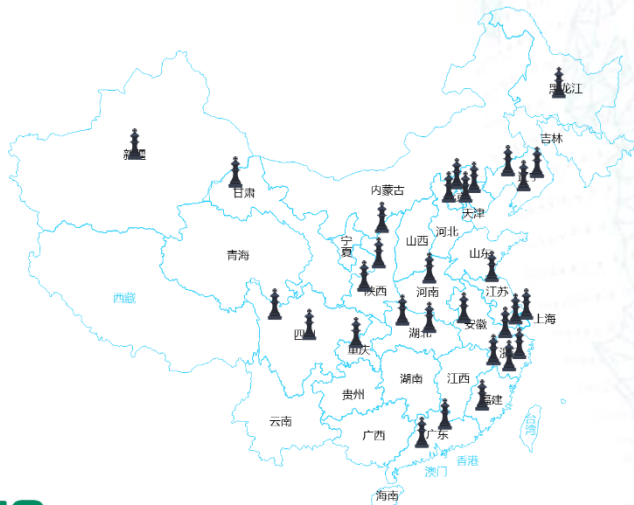 黑龙江
吉林
新疆
内蒙古
甘肃
天津
河北
宁夏
山西
山东
青海
陕西
河南
江苏
西藏
上海
安徽
四川
湖北
重庆
湖南
江西
贵州
福建
云南
广西
广东
台湾
香港
澳门
海南